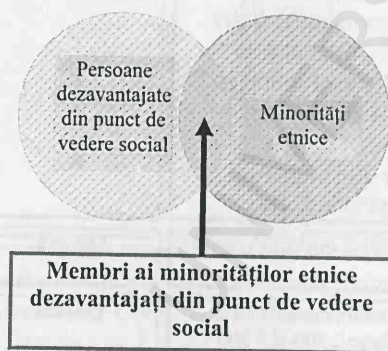 Persoane
dezavantajate
din punct de
vedere social
Minorități
etnice
Membri ai minorităților etnice
dezavantajați din punct de vedere
social